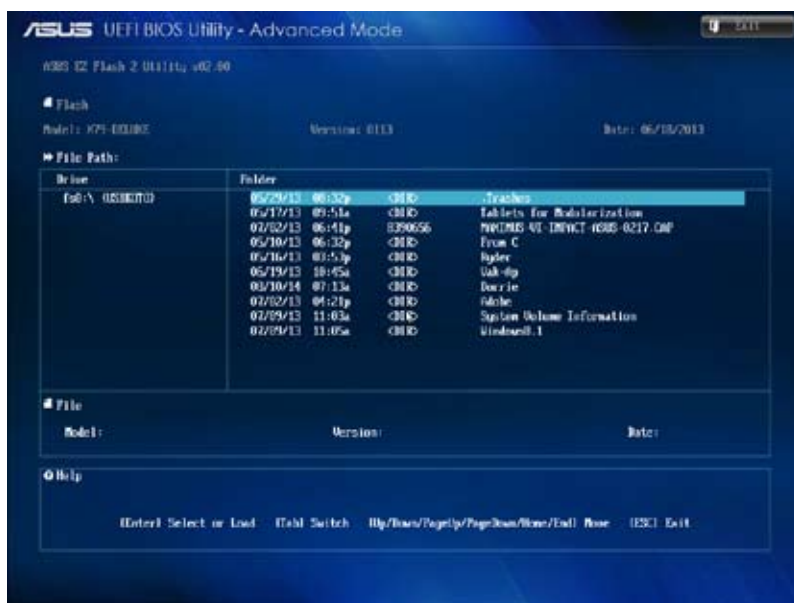 ASUS UEFI BIOS Utility - Advanced Mode
EXIT
ASUS EZ Flash 2 Utility v02.00
Flash
Model: X79-DELUXE Version: 0113 Date: 06/18/2013
File Path:
Drive Folder
fs0:\
05/29/13 08:32p <DIR> .Trashes
05/17/13 09:51a <DIR> Tablets for Modularization
07/02/13 06:41p 8390656 MAXIMUS-VI-IMPACT-ASUS-0217.CAP
05/10/13 06:32p <DIR> From C
05/16/13 03:53p <DIR> Ryder
06/19/13 10:45a <DIR>
03/10/14 07:13a <DIR> Dorrie
07/02/13 04:21p <DIR> Adobe
07/09/13 11:03a <DIR> System Volume Information
07/09/13 11:05a <DIR> Windows8.1
File
Model: Version: Date:
Help
[Enter] Select or Load [Tab] Switch [Up/Down/PageUp/PageDown/Home/End] Move [ESC] Exit